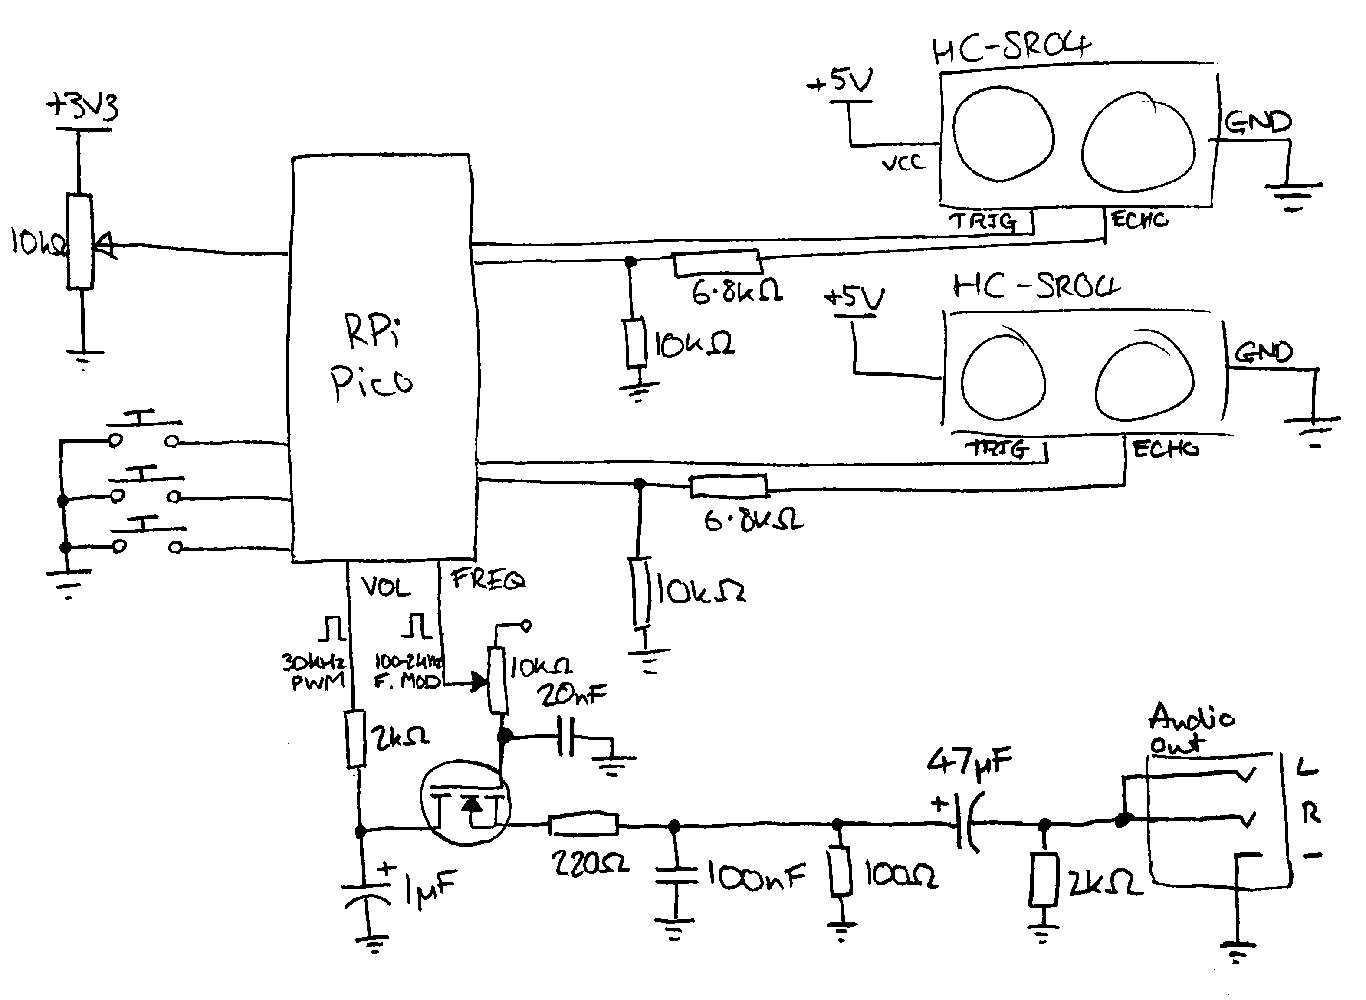 HC-SR04
+5V
VCC
GND
TRIG
ECHO
+3V3
10kΩ
RPi
Pico
6.8kΩ
10kΩ
HC-SR04
+5V
GND
TRIG
ECHO
6.8kΩ
10kΩ
VOL
FREQ
30kHz
PWM
100-2kHz
F. MOD
10kΩ
20nF
2kΩ
1µF
+
220Ω
100nF
100Ω
47µF
+
2kΩ
Audio
out
L
R
–